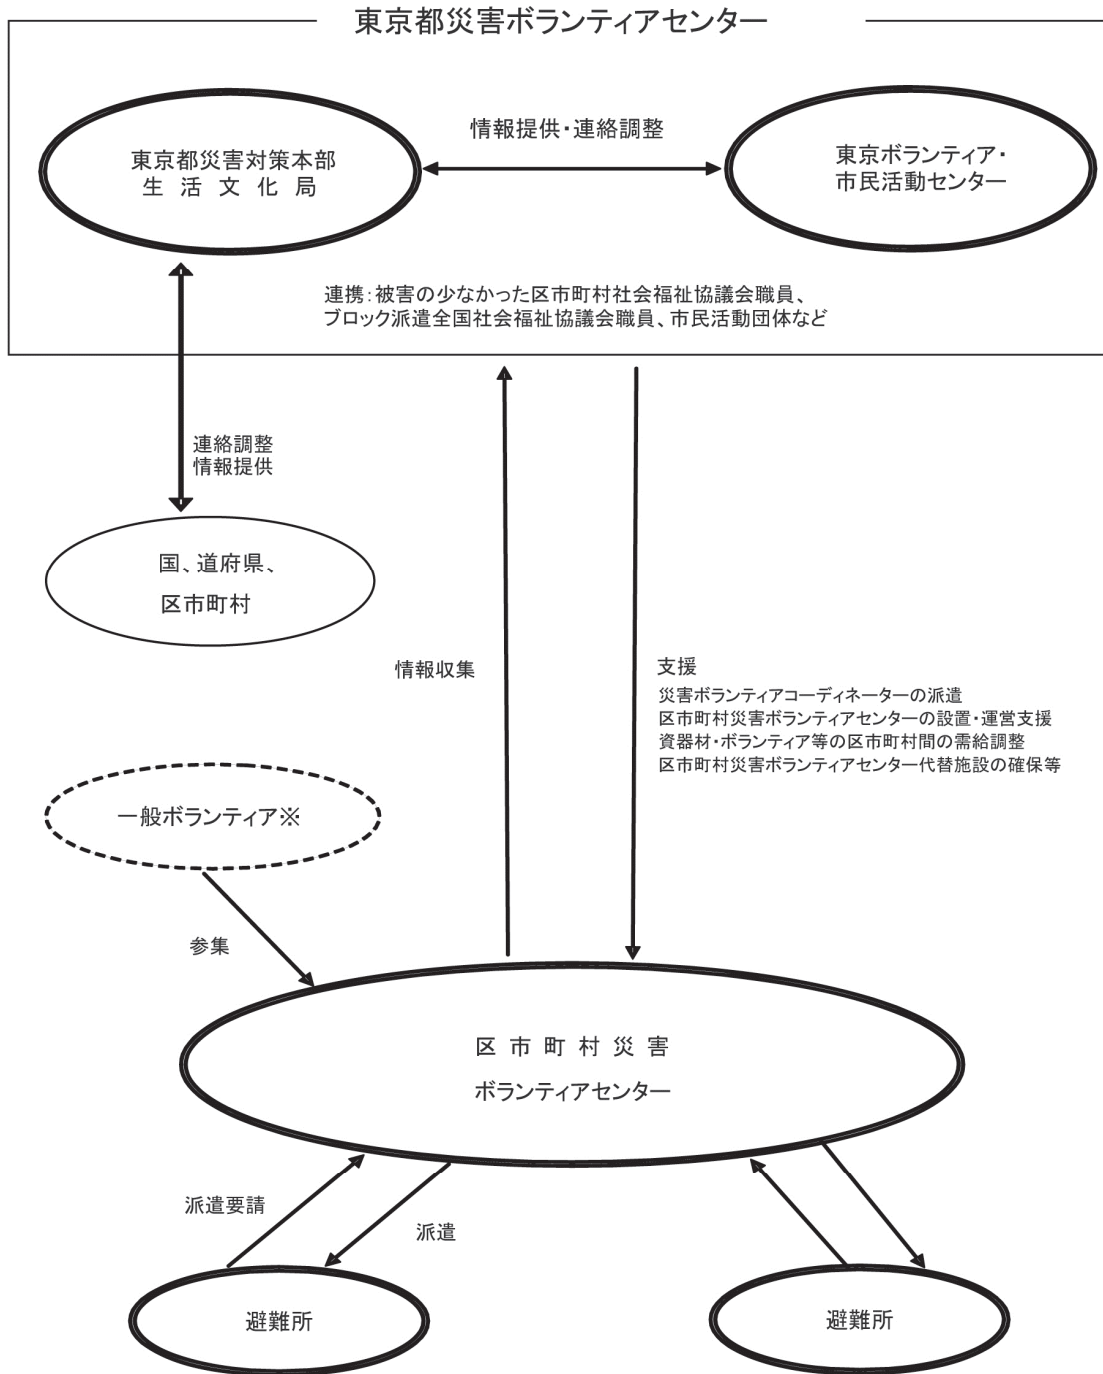 東京都災害ボランティアセンター
東京都災害対策本部
生活文化局
情報提供・連絡調整
東京ボランティア・
市民活動センター
連携：被害の少なかった区市町村社会福祉協議会職員、
ブロック派遣全国社会福祉協議会職員、市民活動団体など
連絡調整
情報提供
国、道府県、
区市町村
情報収集
支援
災害ボランティアコーディネーターの派遣
区市町村災害ボランティアセンターの設置・運営支援
資器材・ボランティア等の区市町村間の需給調整
区市町村災害ボランティアセンター代替施設の確保等
一般ボランティア※
参集
区市町村災害
ボランティアセンター
派遣要請
派遣
避難所
避難所